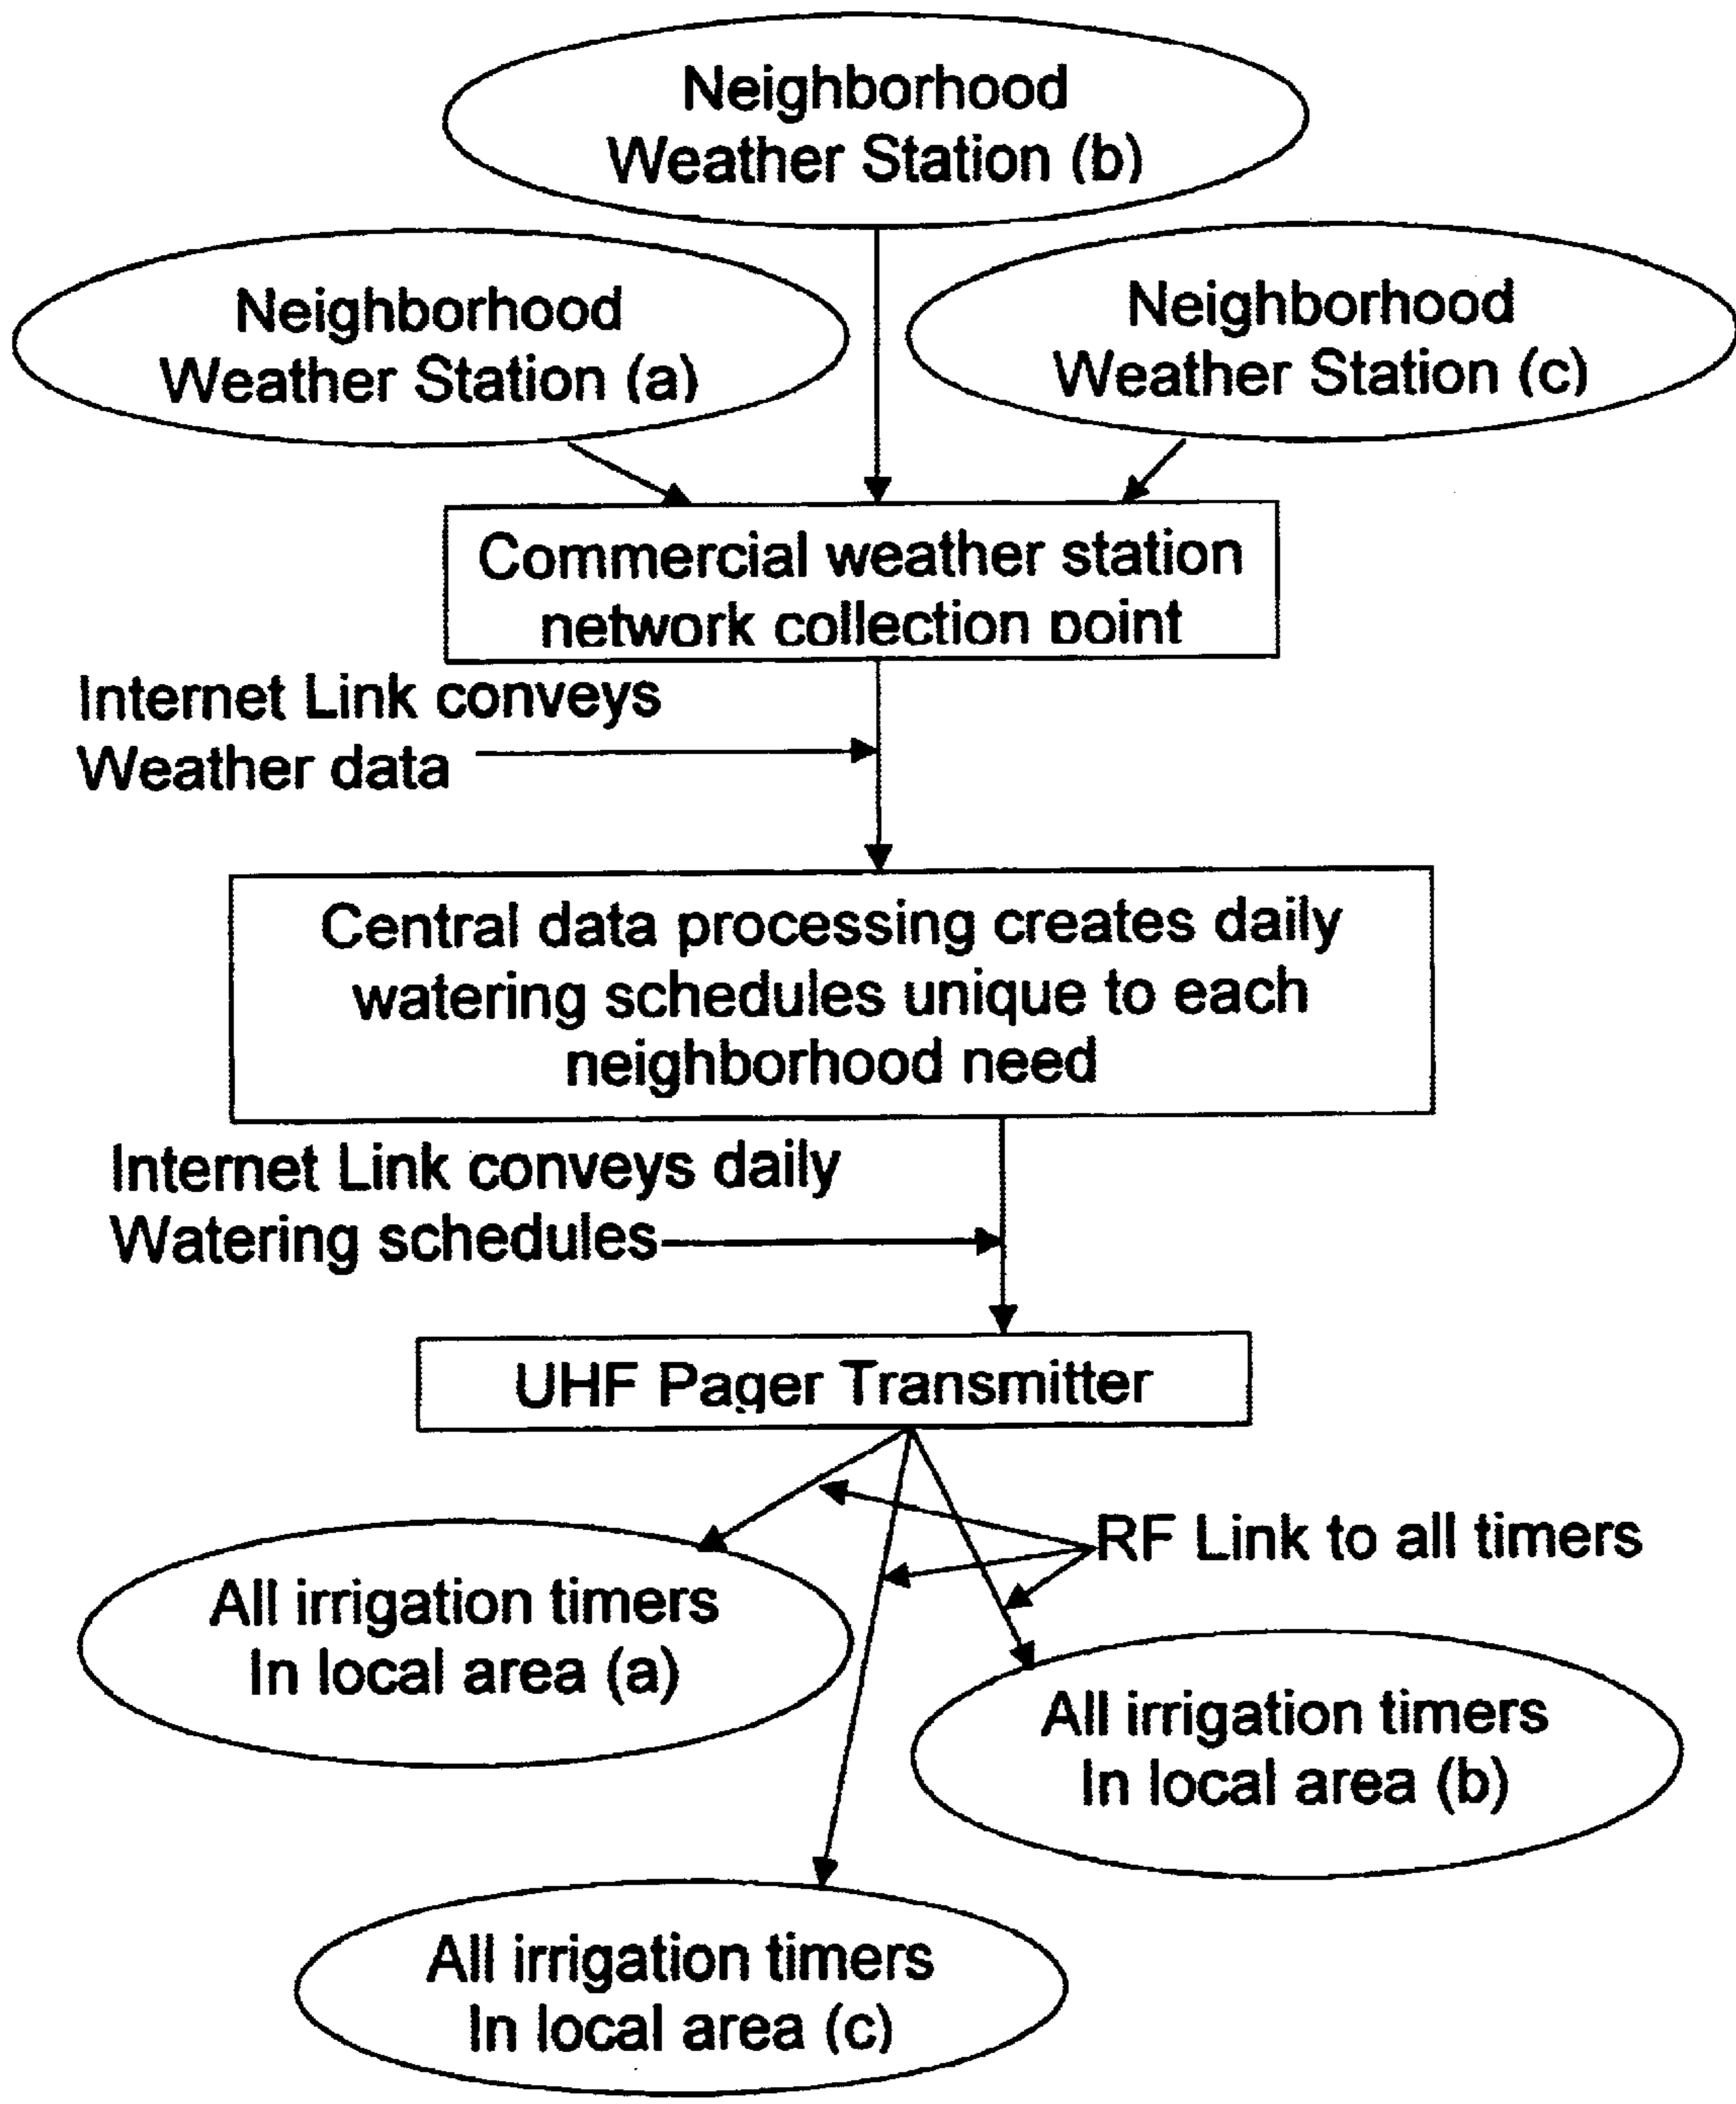 Neighborhood
Weather Station (b)
Neighborhood
Weather Station (a)
Neighborhood
Weather Station (c)
Commercial weather station
network collection point
Internet Link conveys
Weather data
Central data processing creates daily
watering schedules unique to each
neighborhood need
Internet Link conveys daily
Watering schedules
UHF Pager Transmitter
RF Link to all timers
All irrigation timers
In local area (a)
All irrigation timers
In local area (b)
All irrigation timers
In local area (c)